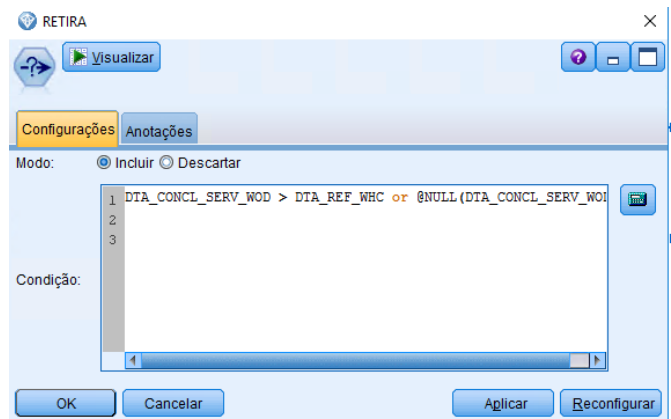 RETIRA
Visualizar
Configurações Anotações
Modo: Incluir Descartar
1 DTA_CONCL_SERV_WOD > DTA_REF_WHC or @NULL(DTA_CONCL_SERV_WO
2
3
Condição:
OK Cancelar Aplicar Reconfigurar